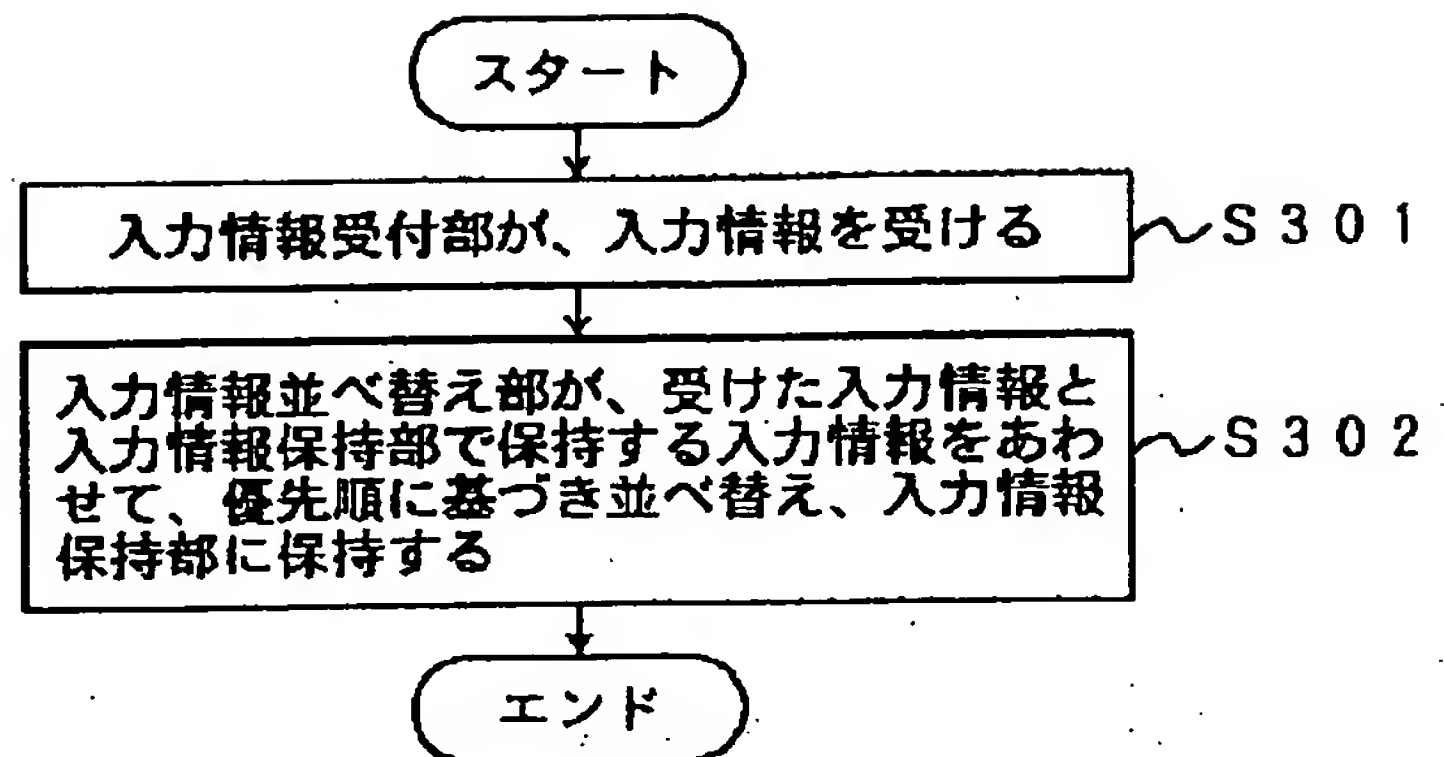 スタート
入力情報受付部が、入力情報を受ける
S301
入力情報並べ替え部が、受けた入力情報と
入力情報保持部で保持する入力情報をあわ
せて、優先順に基づき並べ替え、入力情報
保持部に保持する
S302
エンド